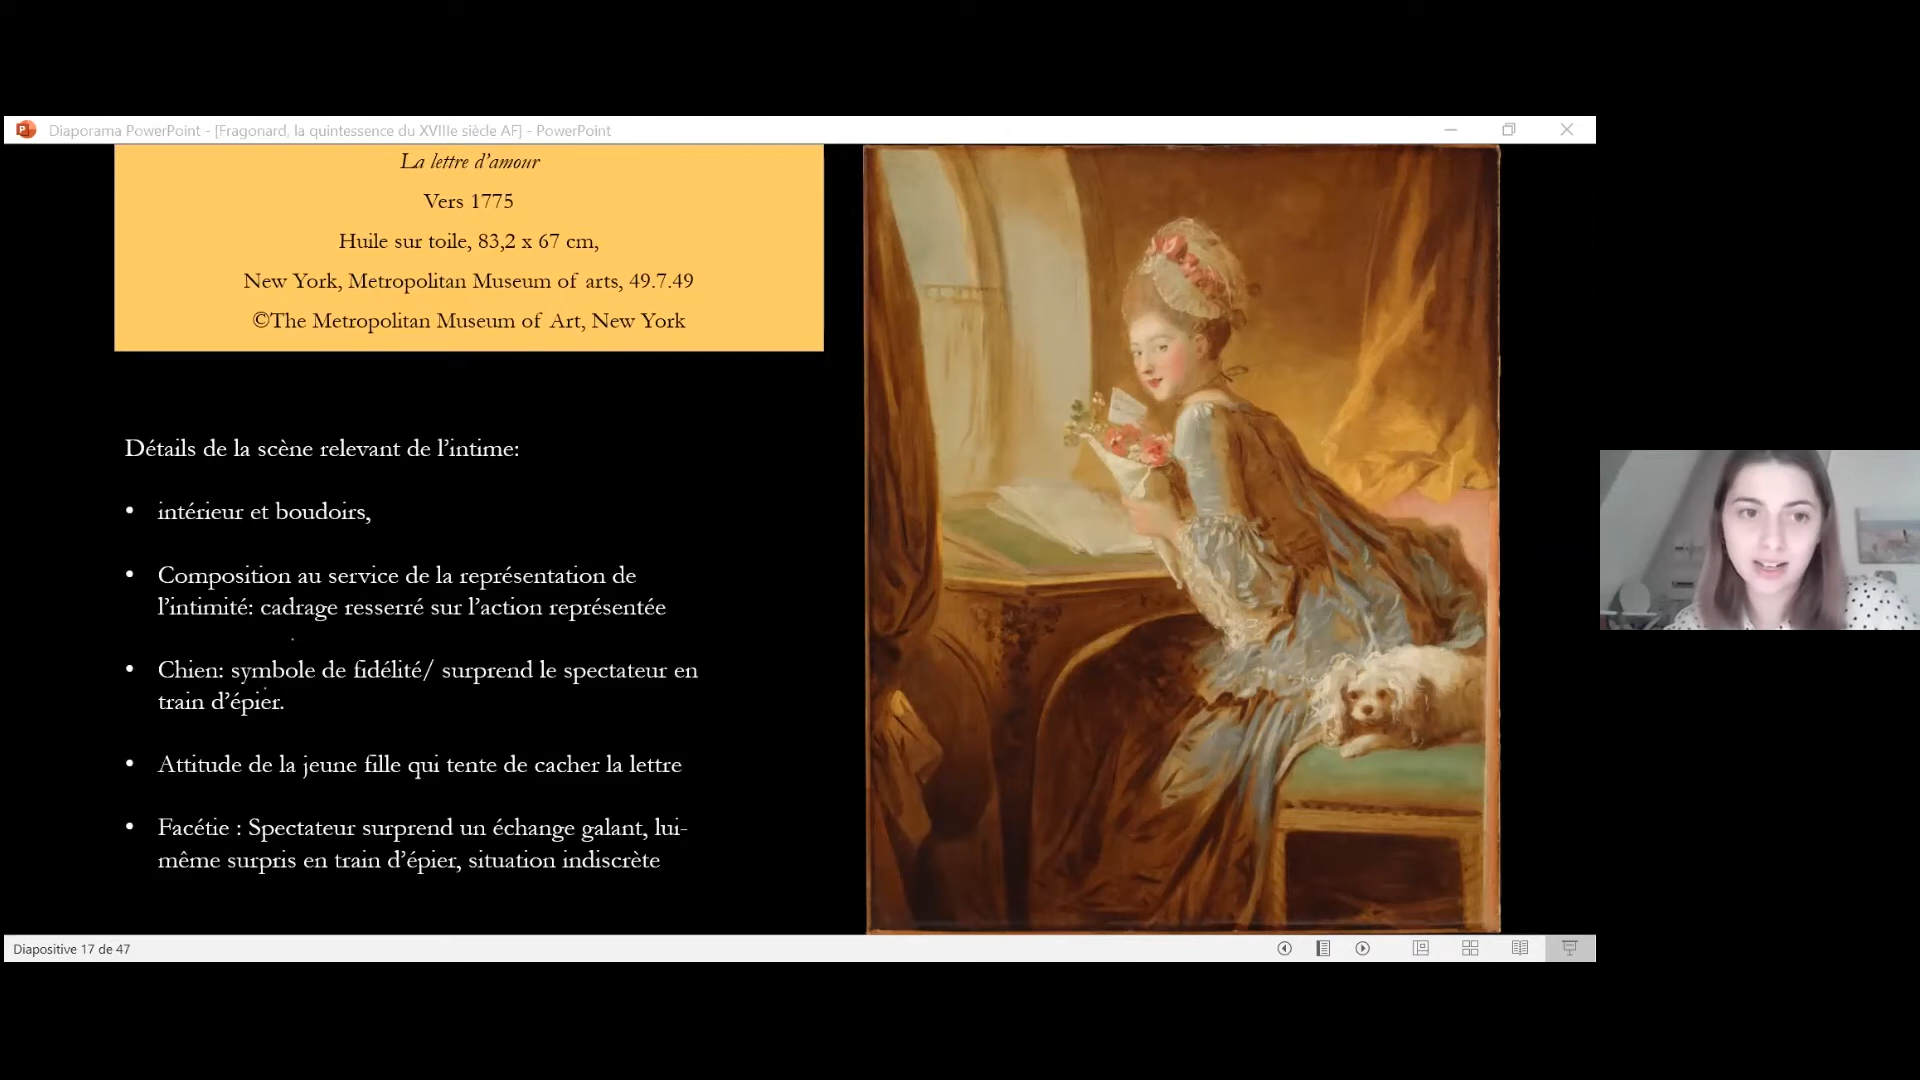 Diaporama PowerPoint - [Fragonard, la quintessence du XVIIIe siècle AF] - PowerPoint
La lettre d'amour
Vers 1775
Huile sur toile, 83,2 x 67 cm,
New York, Metropolitan Museum of arts, 49.7.49
©The Metropolitan Museum of Art, New York
Détails de la scène relevant de l'intime:
• intérieur et boudoirs,
• Composition au service de la représentation de
l'intimité: cadrage resserré sur l'action représentée
• Chien: symbole de fidélité/ surprend le spectateur en
train d'épier.
• Attitude de la jeune fille qui tente de cacher la lettre
• Facétie : Spectateur surprend un échange galant, lui-
même surpris en train d'épier, situation indiscrète
Diapositive 17 de 47